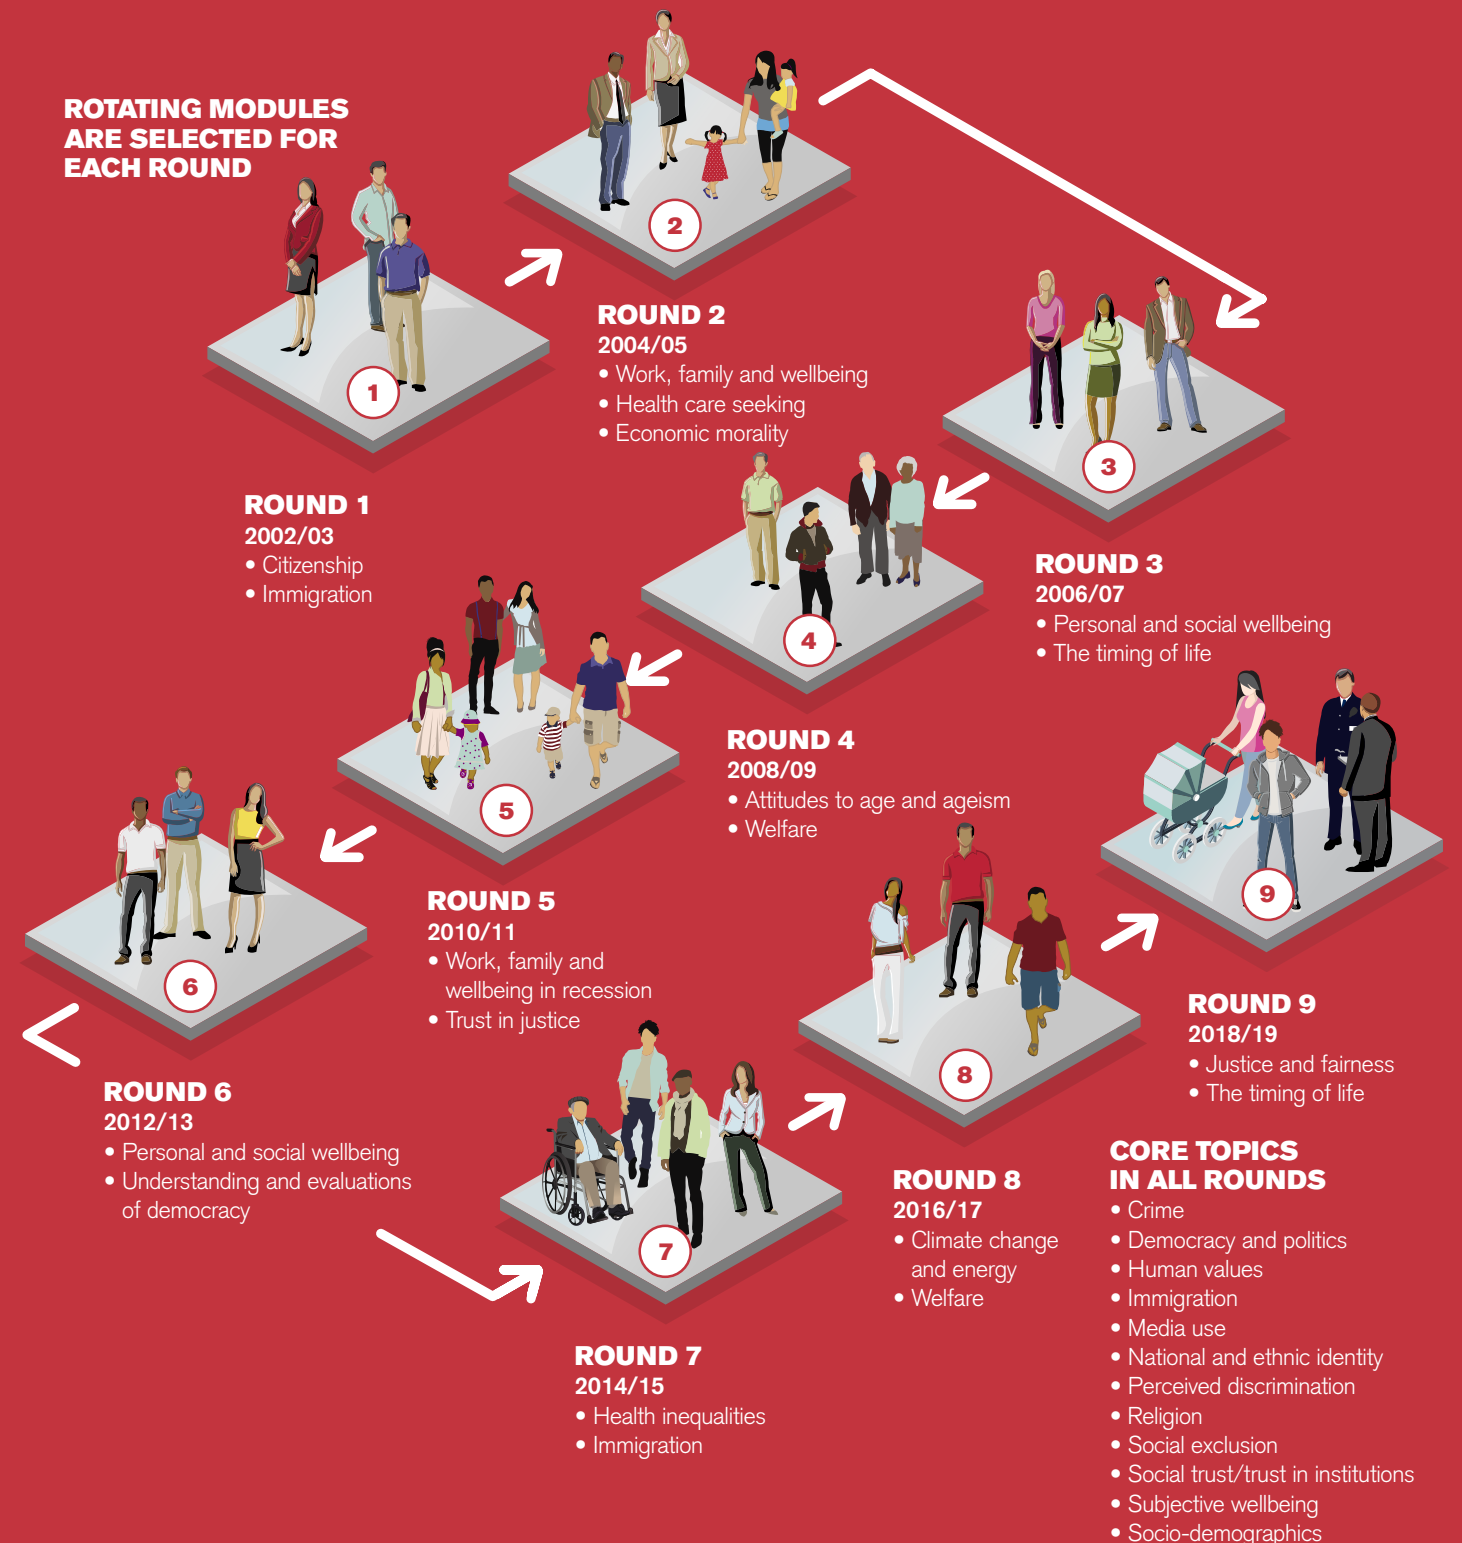 ROTATING MODULES
ARE SELECTED FOR
EACH ROUND
1
ROUND 1
2002/03
• Citizenship
• Immigration
2
ROUND 2
2004/05
• Work, family and wellbeing
• Health care seeking
• Economic morality
3
ROUND 3
2006/07
• Personal and social wellbeing
• The timing of life
4
ROUND 4
2008/09
• Attitudes to age and ageism
• Welfare
5
ROUND 5
2010/11
• Work, family and
wellbeing in recession
• Trust in justice
6
ROUND 6
2012/13
• Personal and social wellbeing
• Understanding and evaluations
of democracy
7
ROUND 7
2014/15
• Health inequalities
• Immigration
8
ROUND 8
2016/17
• Climate change
and energy
• Welfare
9
ROUND 9
2018/19
• Justice and fairness
• The timing of life
CORE TOPICS
IN ALL ROUNDS
• Crime
• Democracy and politics
• Human values
• Immigration
• Media use
• National and ethnic identity
• Perceived discrimination
• Religion
• Social exclusion
• Social trust/trust in institutions
• Subjective wellbeing
• Socio-demographics